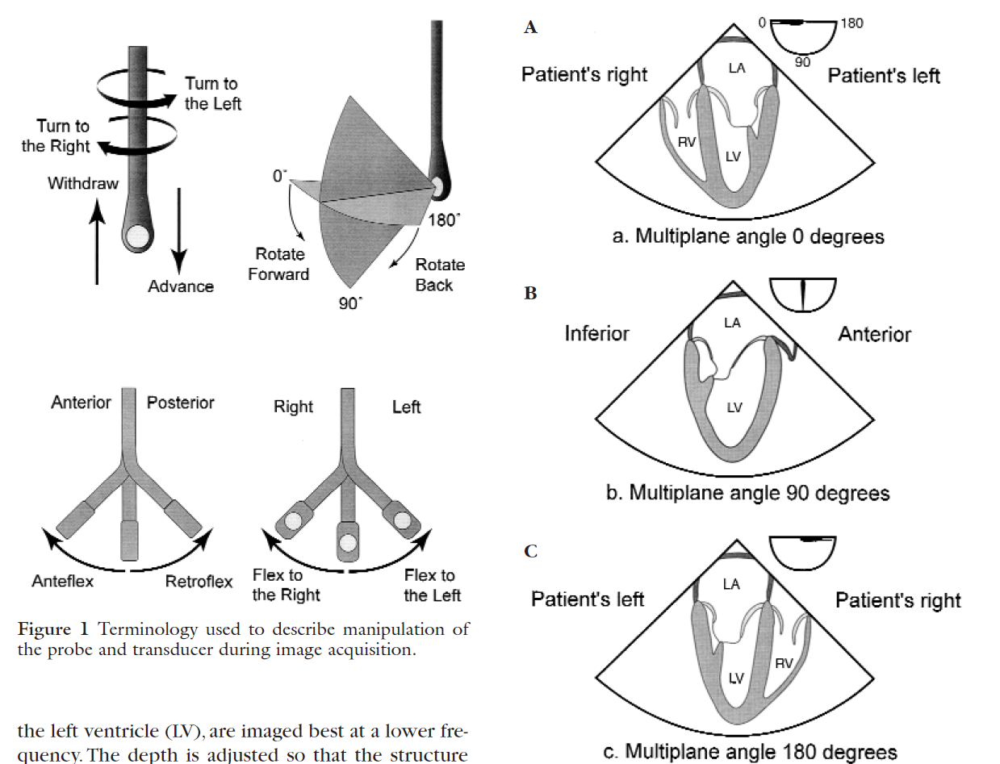 Turn to
the Left
Turn to
the Right
Withdraw
Advance
0°
180°
Rotate
Forward
Rotate
Back
90°
Anterior
Posterior
Right
Left
Anteflex
Retroflex
Flex to
the Right
Flex to
the Left
Figure 1 Terminology used to describe manipulation of
the probe and transducer during image acquisition.
the left ventricle (LV), are imaged best at a lower fre-
quency. The depth is adjusted so that the structure
A
0
180
90
Patient's right
Patient's left
LA
RV
LV
a. Multiplane angle 0 degrees
B
Inferior
Anterior
LA
LV
b. Multiplane angle 90 degrees
C
Patient's left
Patient's right
LA
RV
LV
c. Multiplane angle 180 degrees